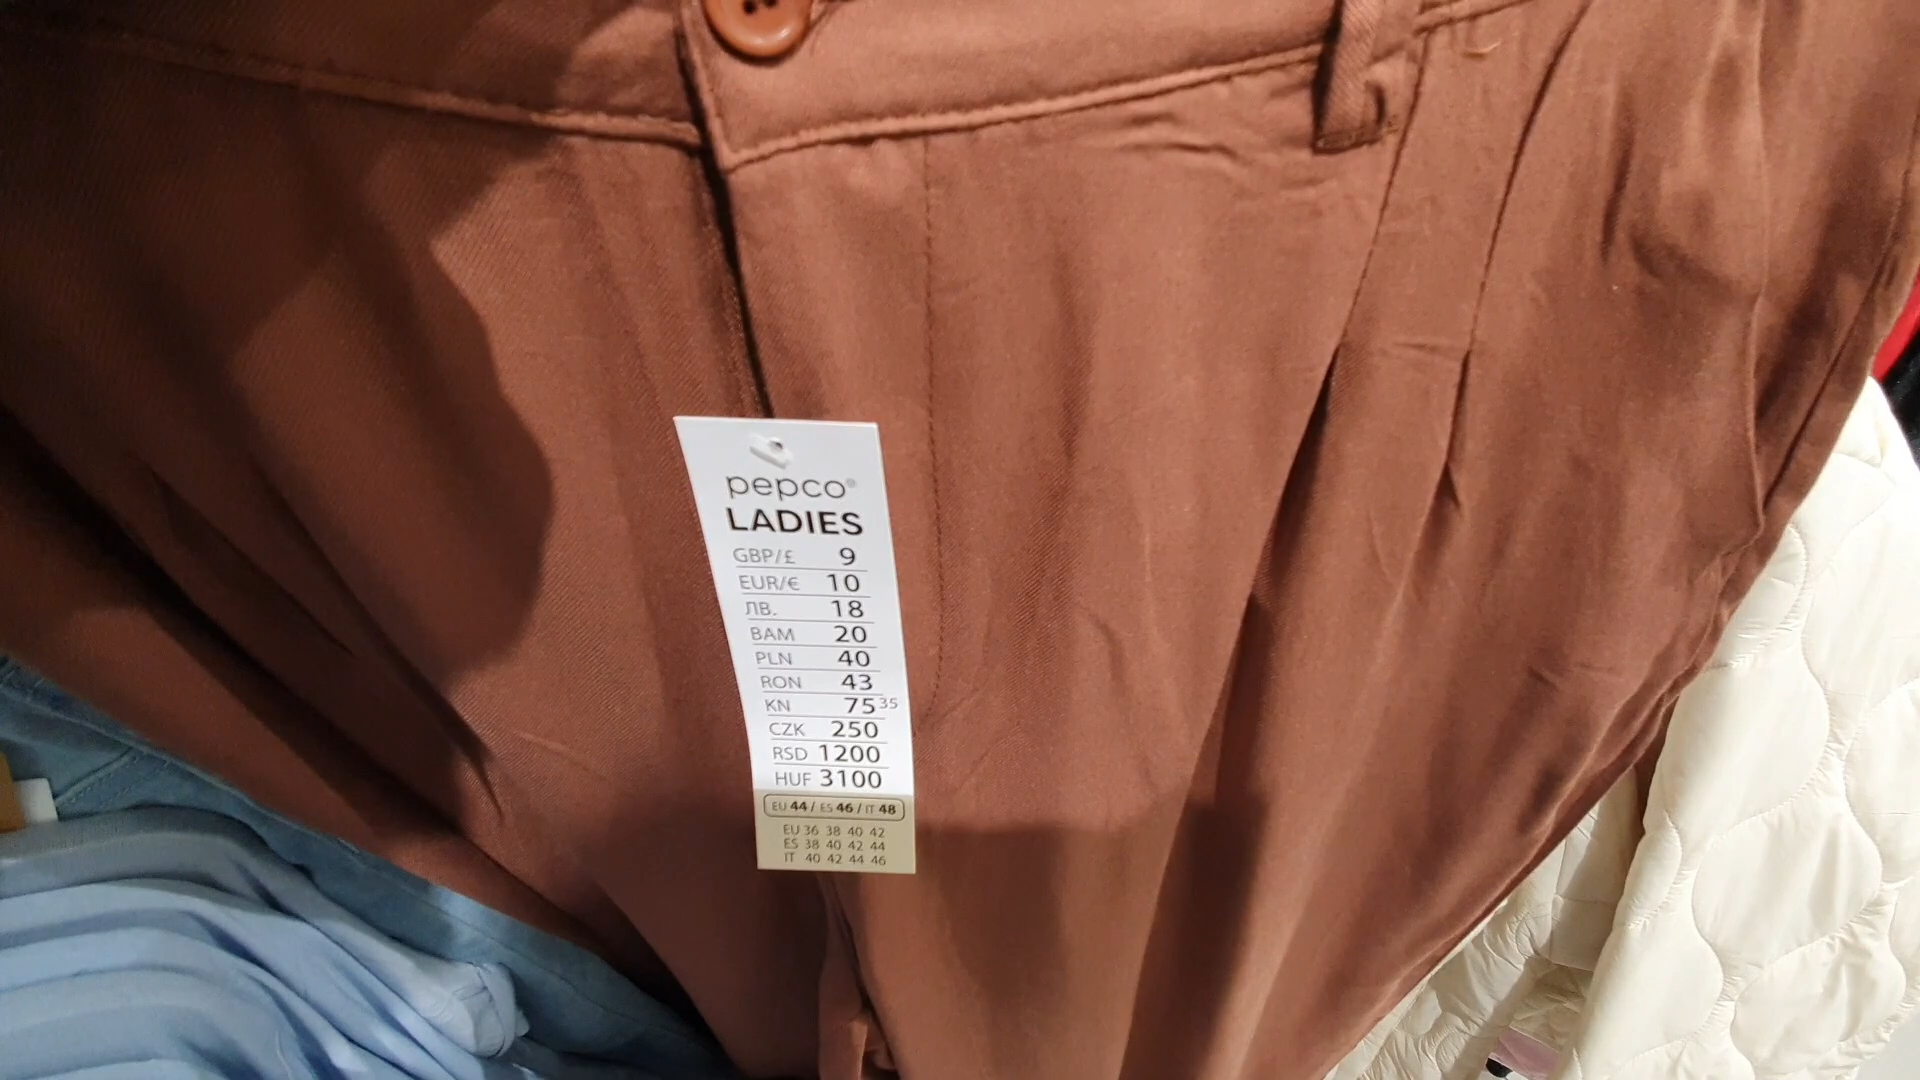 pepco®
LADIES
GBP/£ 9
EUR/€ 10
ЛВ. 18
BAM 20
PLN 40
RON 43
KN 75 35
CZK 250
RSD 1200
HUF 3100
EU 44 / ES 46 / IT 48
EU 36 38 40 42
ES 38 40 42 44
IT 40 42 44 46